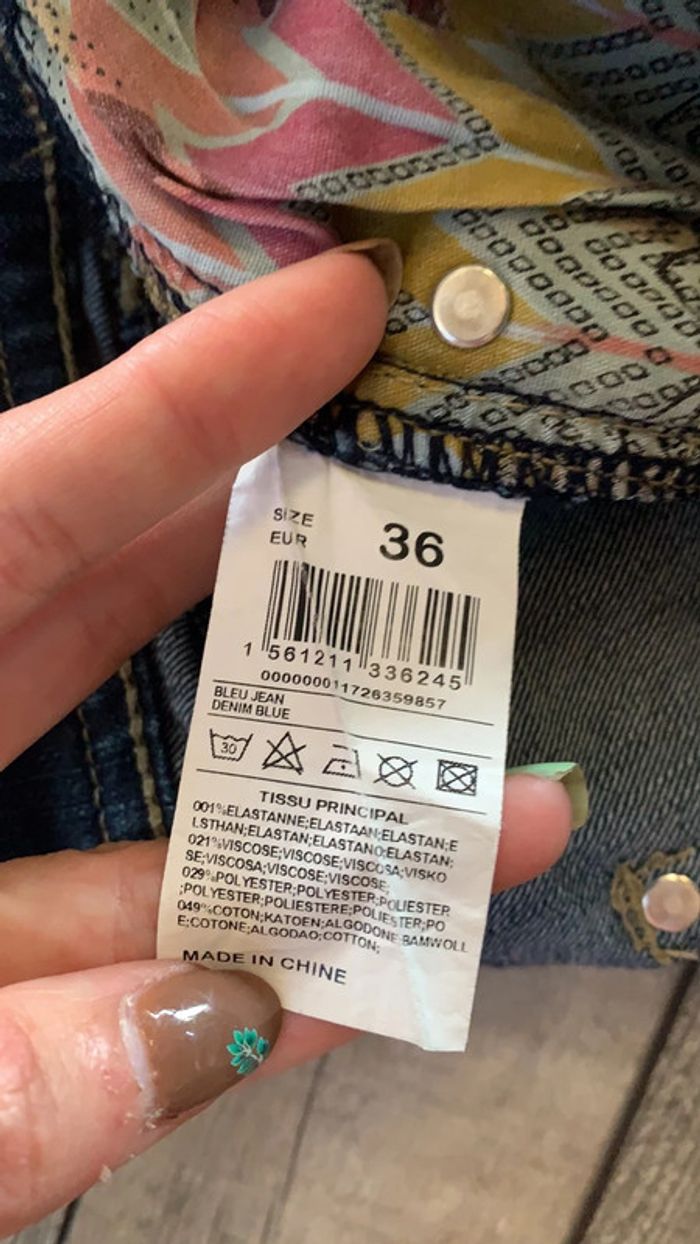 SIZE
EUR
36
1 561211 336245
000000011726359857
BLEU JEAN
DENIM BLUE
30
TISSU PRINCIPAL
001%ELASTANNE;ELASTAAN;ELASTAN;E
LSTHAN;ELASTAN;ELASTANO;ELASTAN;
021%VISCOSE;VISCOSE;VISCOSA;VISKO
SE;VISCOSA;VISCOSE;VISCOSE;
029%POLYESTER;POLYESTER;POLIESTER
;POLYESTER;POLIESTERE;POLIESTER;PO
049%COTON;KATOEN;ALGODONE;BAMWOLL
E;COTONE;ALGODAO;COTTON;
MADE IN CHINE